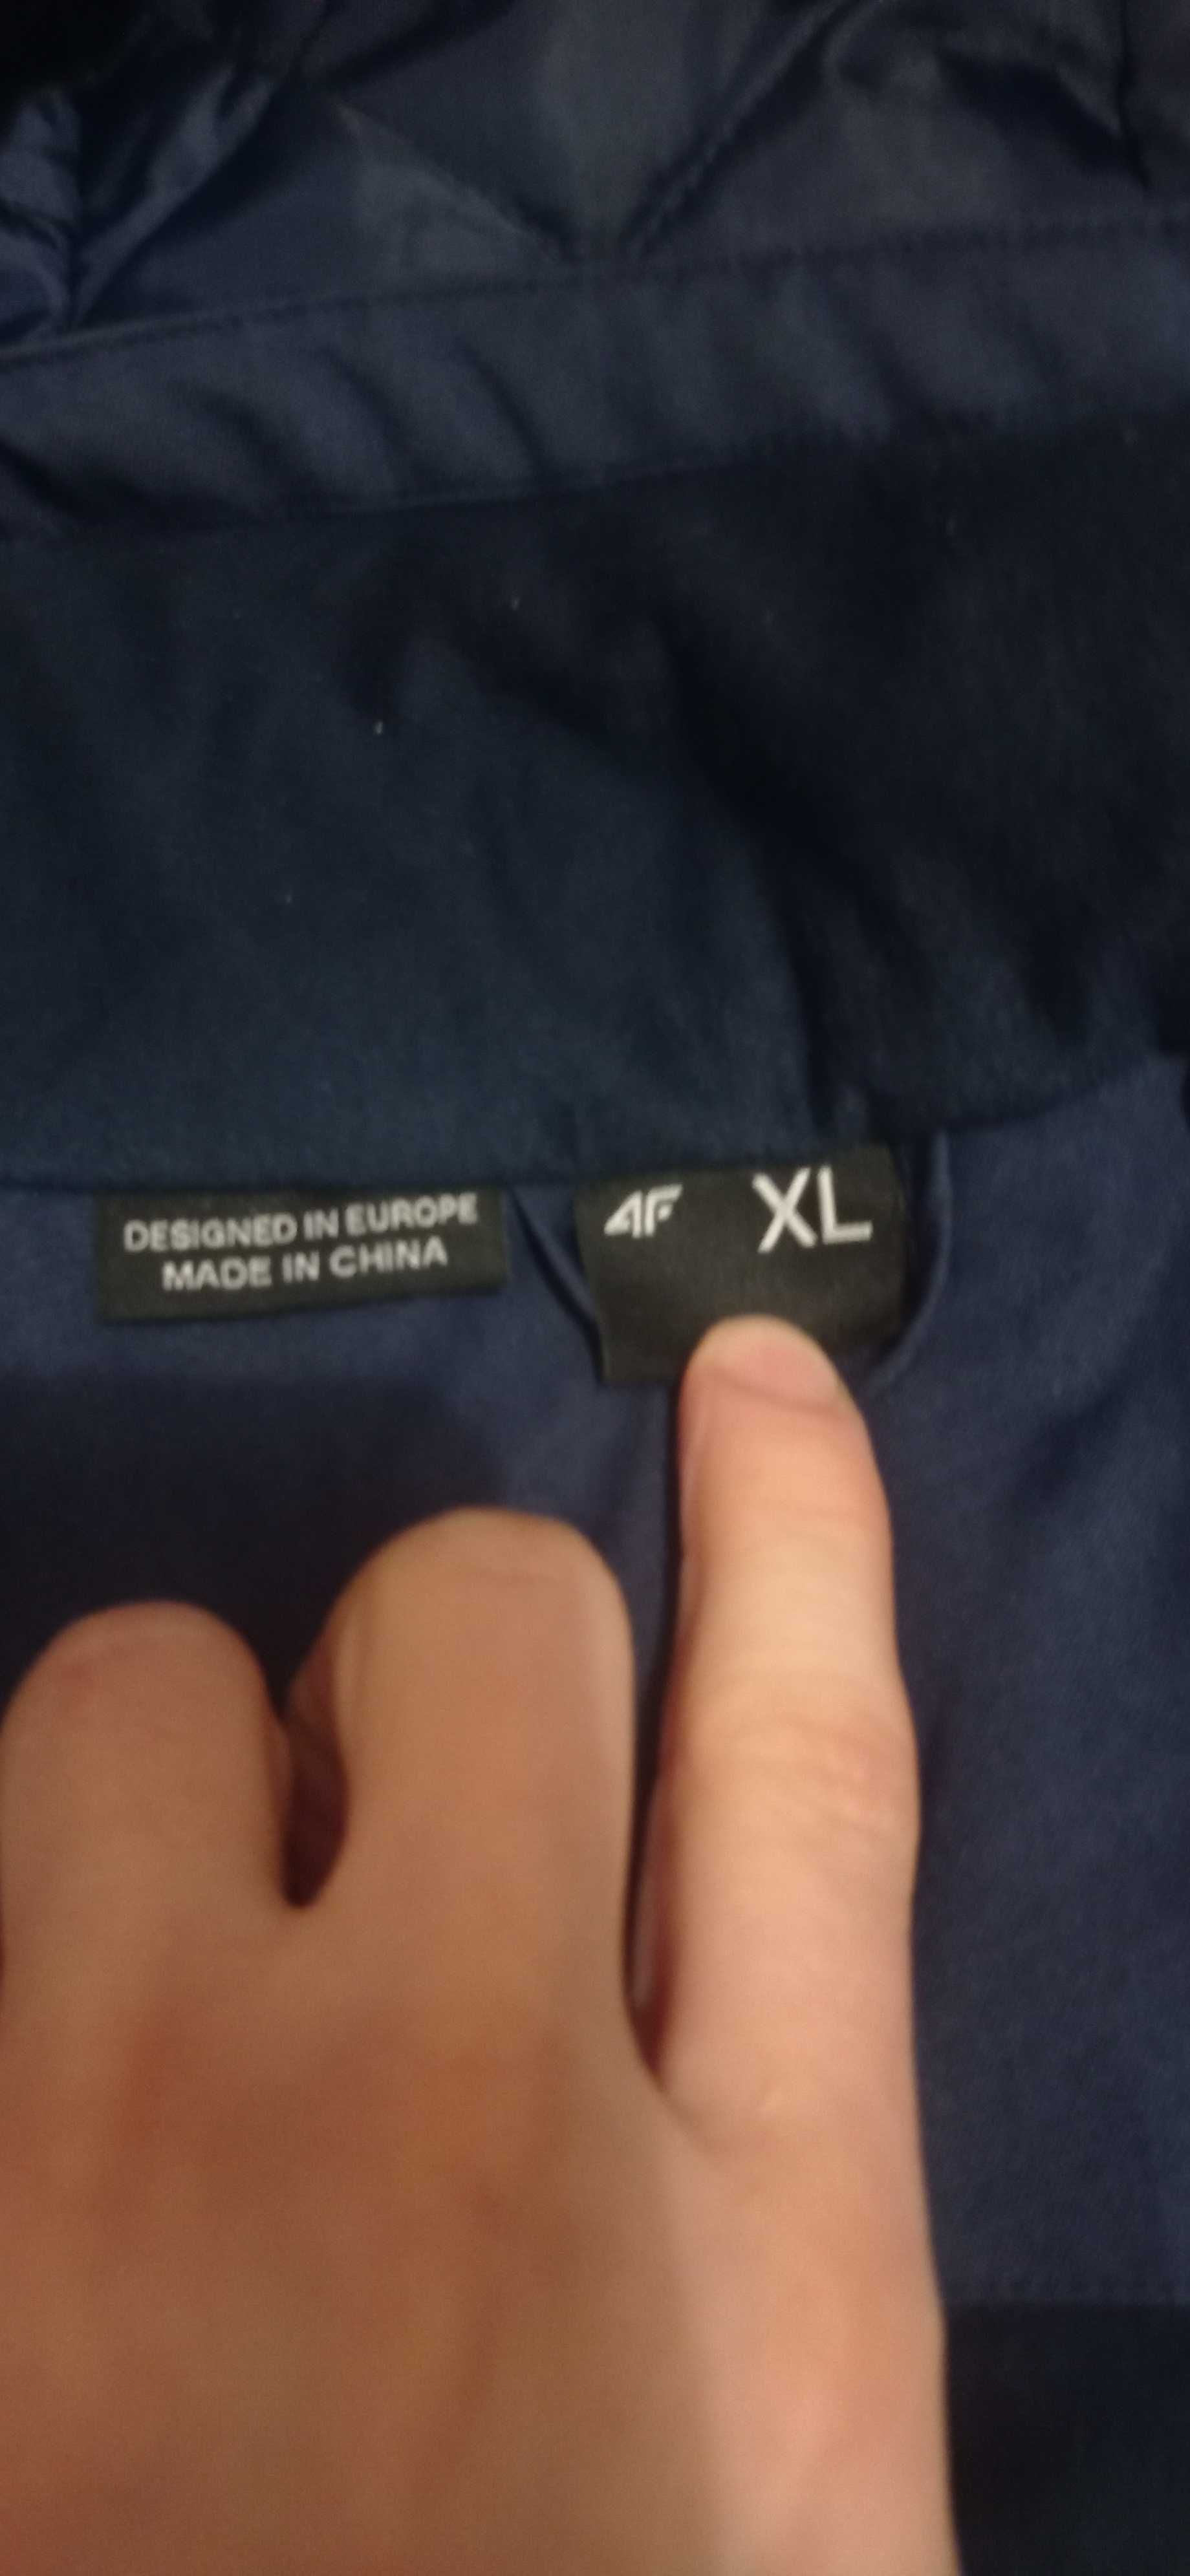 DESIGNED IN EUROPE
MADE IN CHINA
4F XL